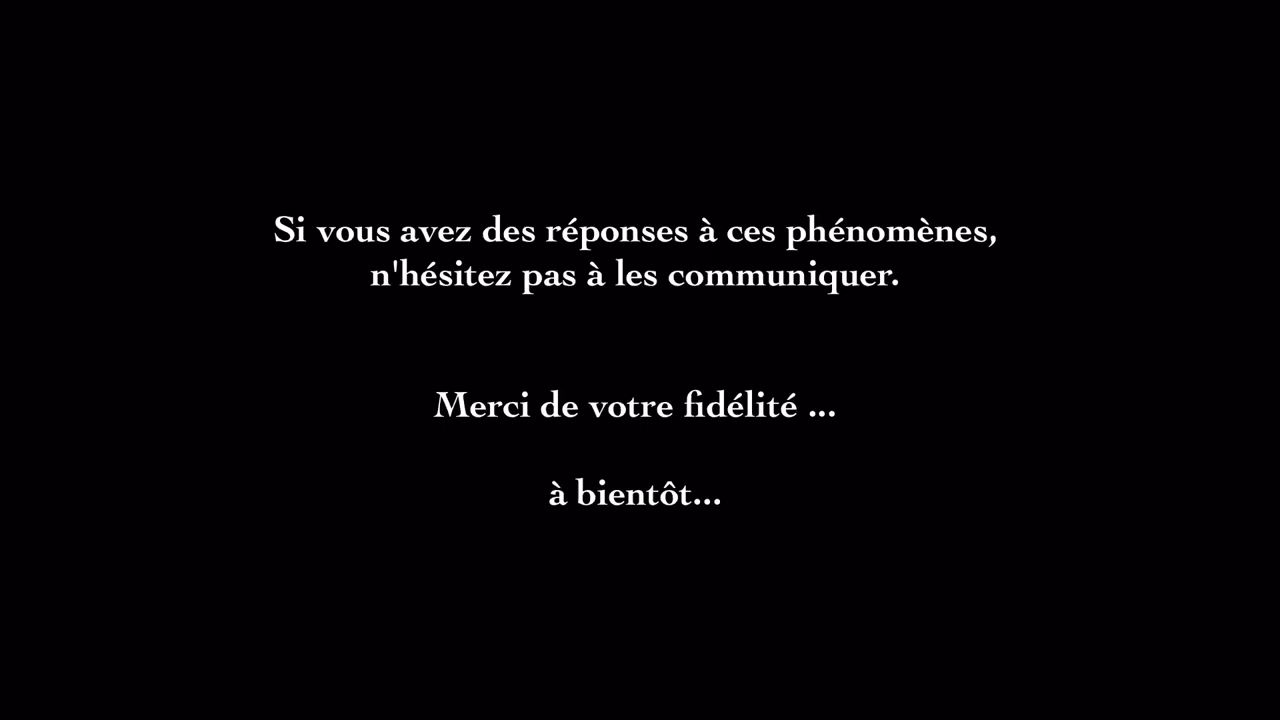 Si vous avez des réponses à ces phénomènes,
n'hésitez pas à les communiquer.
Merci de votre fidélité ...
à bientôt...